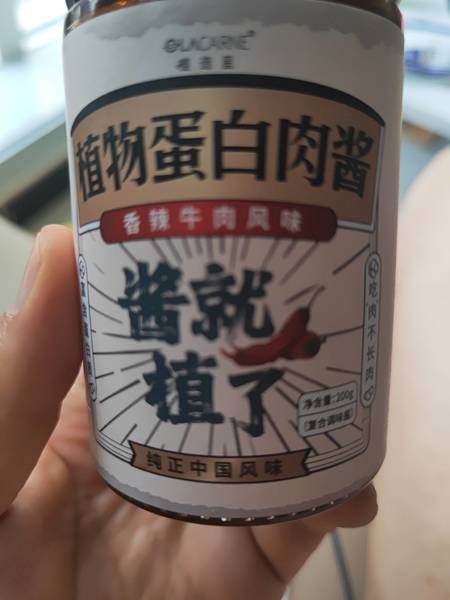 植物蛋白肉酱
香辣牛肉风味
酱就
植了
吃"肉"不长肉
净含量:200g
(复合调味酱)
纯正中国风味